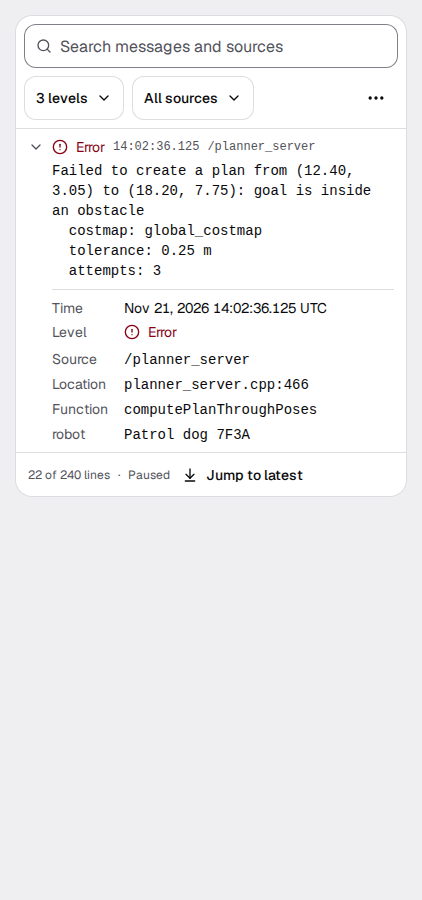 Search messages and sources
3 levels All sources
Error 14:02:36.125 /planner_server
Failed to create a plan from (12.40,
3.05) to (18.20, 7.75): goal is inside
an obstacle
costmap: global_costmap
tolerance: 0.25 m
attempts: 3
Time Nov 21, 2026 14:02:36.125 UTC
Level Error
Source /planner_server
Location planner_server.cpp:466
Function computePlanThroughPoses
robot Patrol dog 7F3A
22 of 240 lines · Paused Jump to latest